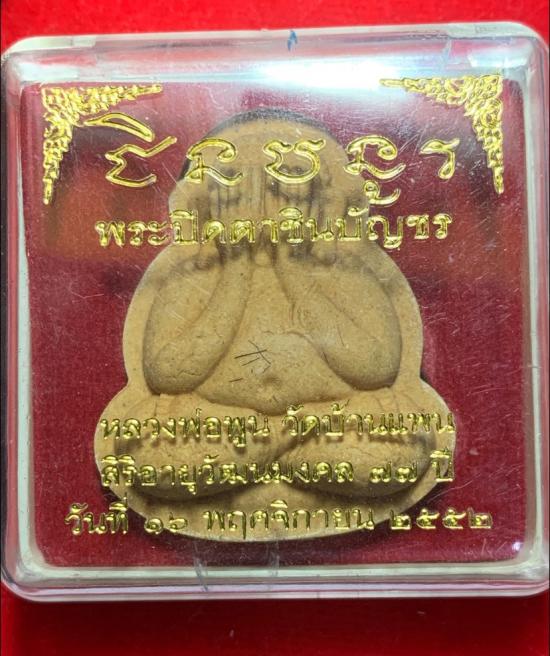 พระปิดตาชินบัญชร
หลวงพ่อพูน วัดบ้านแพน
สิริอายุวัฒนมงคล ๗๗ ปี
วันที่ ๑๖ พฤศจิกายน ๒๕๕๒